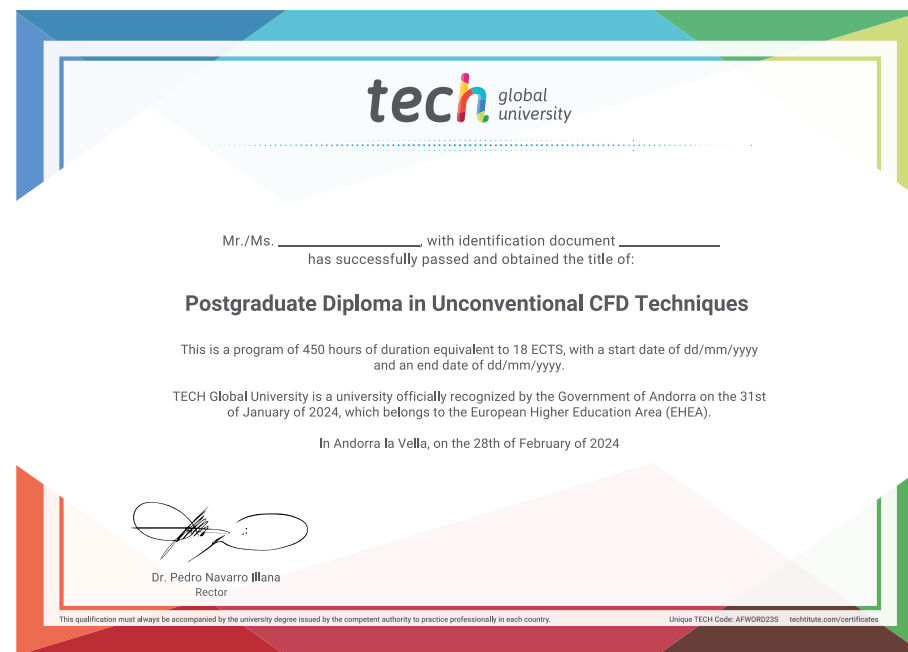 tech global university
Mr./Ms. ____________________, with identification document ______________
has successfully passed and obtained the title of:
Postgraduate Diploma in Unconventional CFD Techniques
This is a program of 450 hours of duration equivalent to 18 ECTS, with a start date of dd/mm/yyyy
and an end date of dd/mm/yyyy.
TECH Global University is a university officially recognized by the Government of Andorra on the 31st
of January of 2024, which belongs to the European Higher Education Area (EHEA).
In Andorra la Vella, on the 28th of February of 2024
Dr. Pedro Navarro Illana
Rector
This qualification must always be accompanied by the university degree issued by the competent authority to practice professionally in each country.
Unique TECH Code: AFWORD23S techtitute.com/certificates